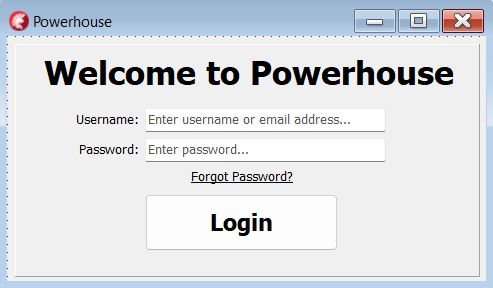 Powerhouse
Welcome to Powerhouse
Username: Enter username or email address...
Password: Enter password...
Forgot Password?
Login